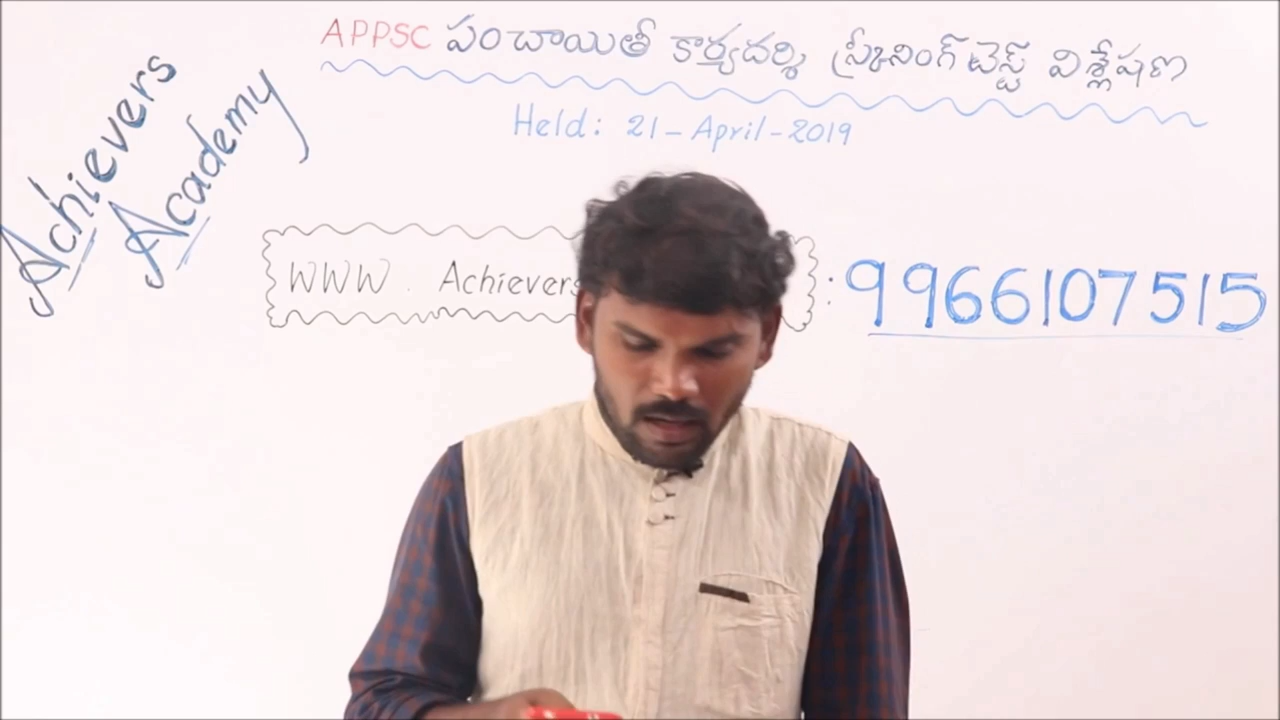 APPSC పంచాయితీ కార్యదర్శి స్క్రీనింగ్ టెస్ట్ విశ్లేషణ
Held: 21-April-2019
Achievers
Academy
WWW. Achievers
: 9966107515